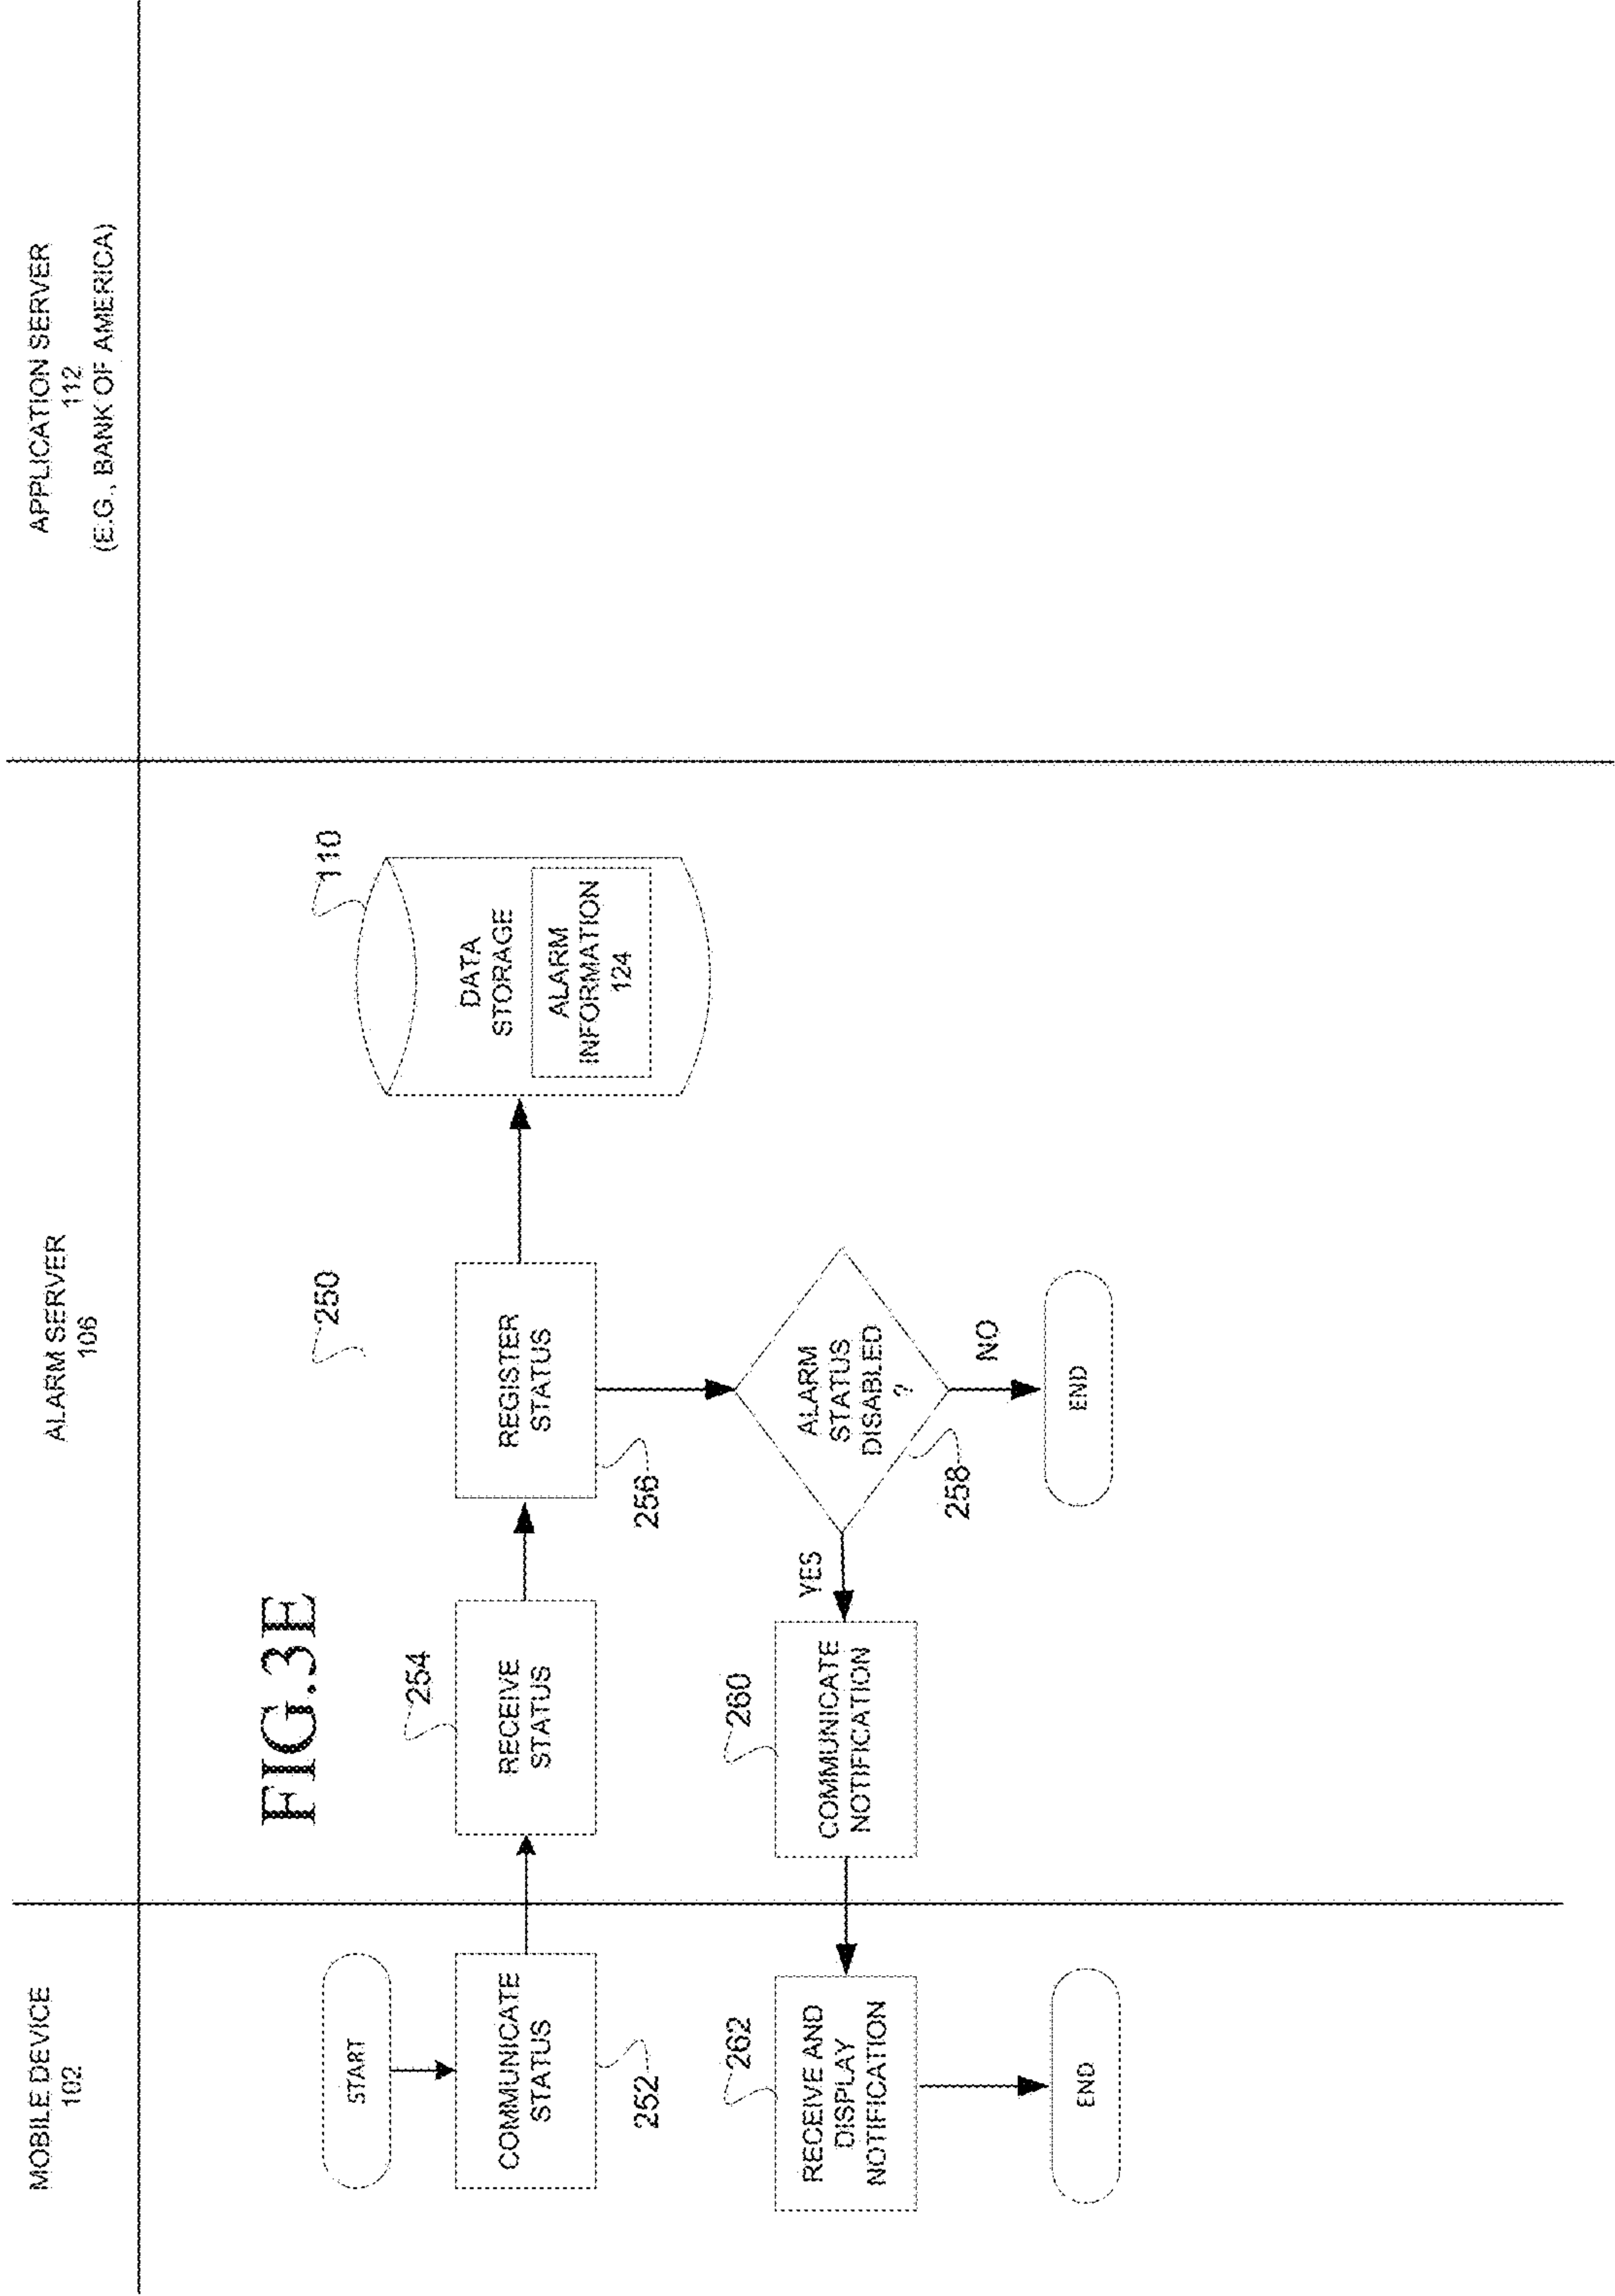 MOBILE DEVICE
102
ALARM SERVER
106
APPLICATION SERVER
112
(E.G., BANK OF AMERICA)
FIG.3E
250
110
START
COMMUNICATE
STATUS
252
254
RECEIVE
STATUS
REGISTER
STATUS
256
DATA
STORAGE
ALARM
INFORMATION
124
262
RECEIVE AND
DISPLAY
NOTIFICATION
260
COMMUNICATE
NOTIFICATION
YES
ALARM
STATUS
DISABLED
?
258
NO
END
END